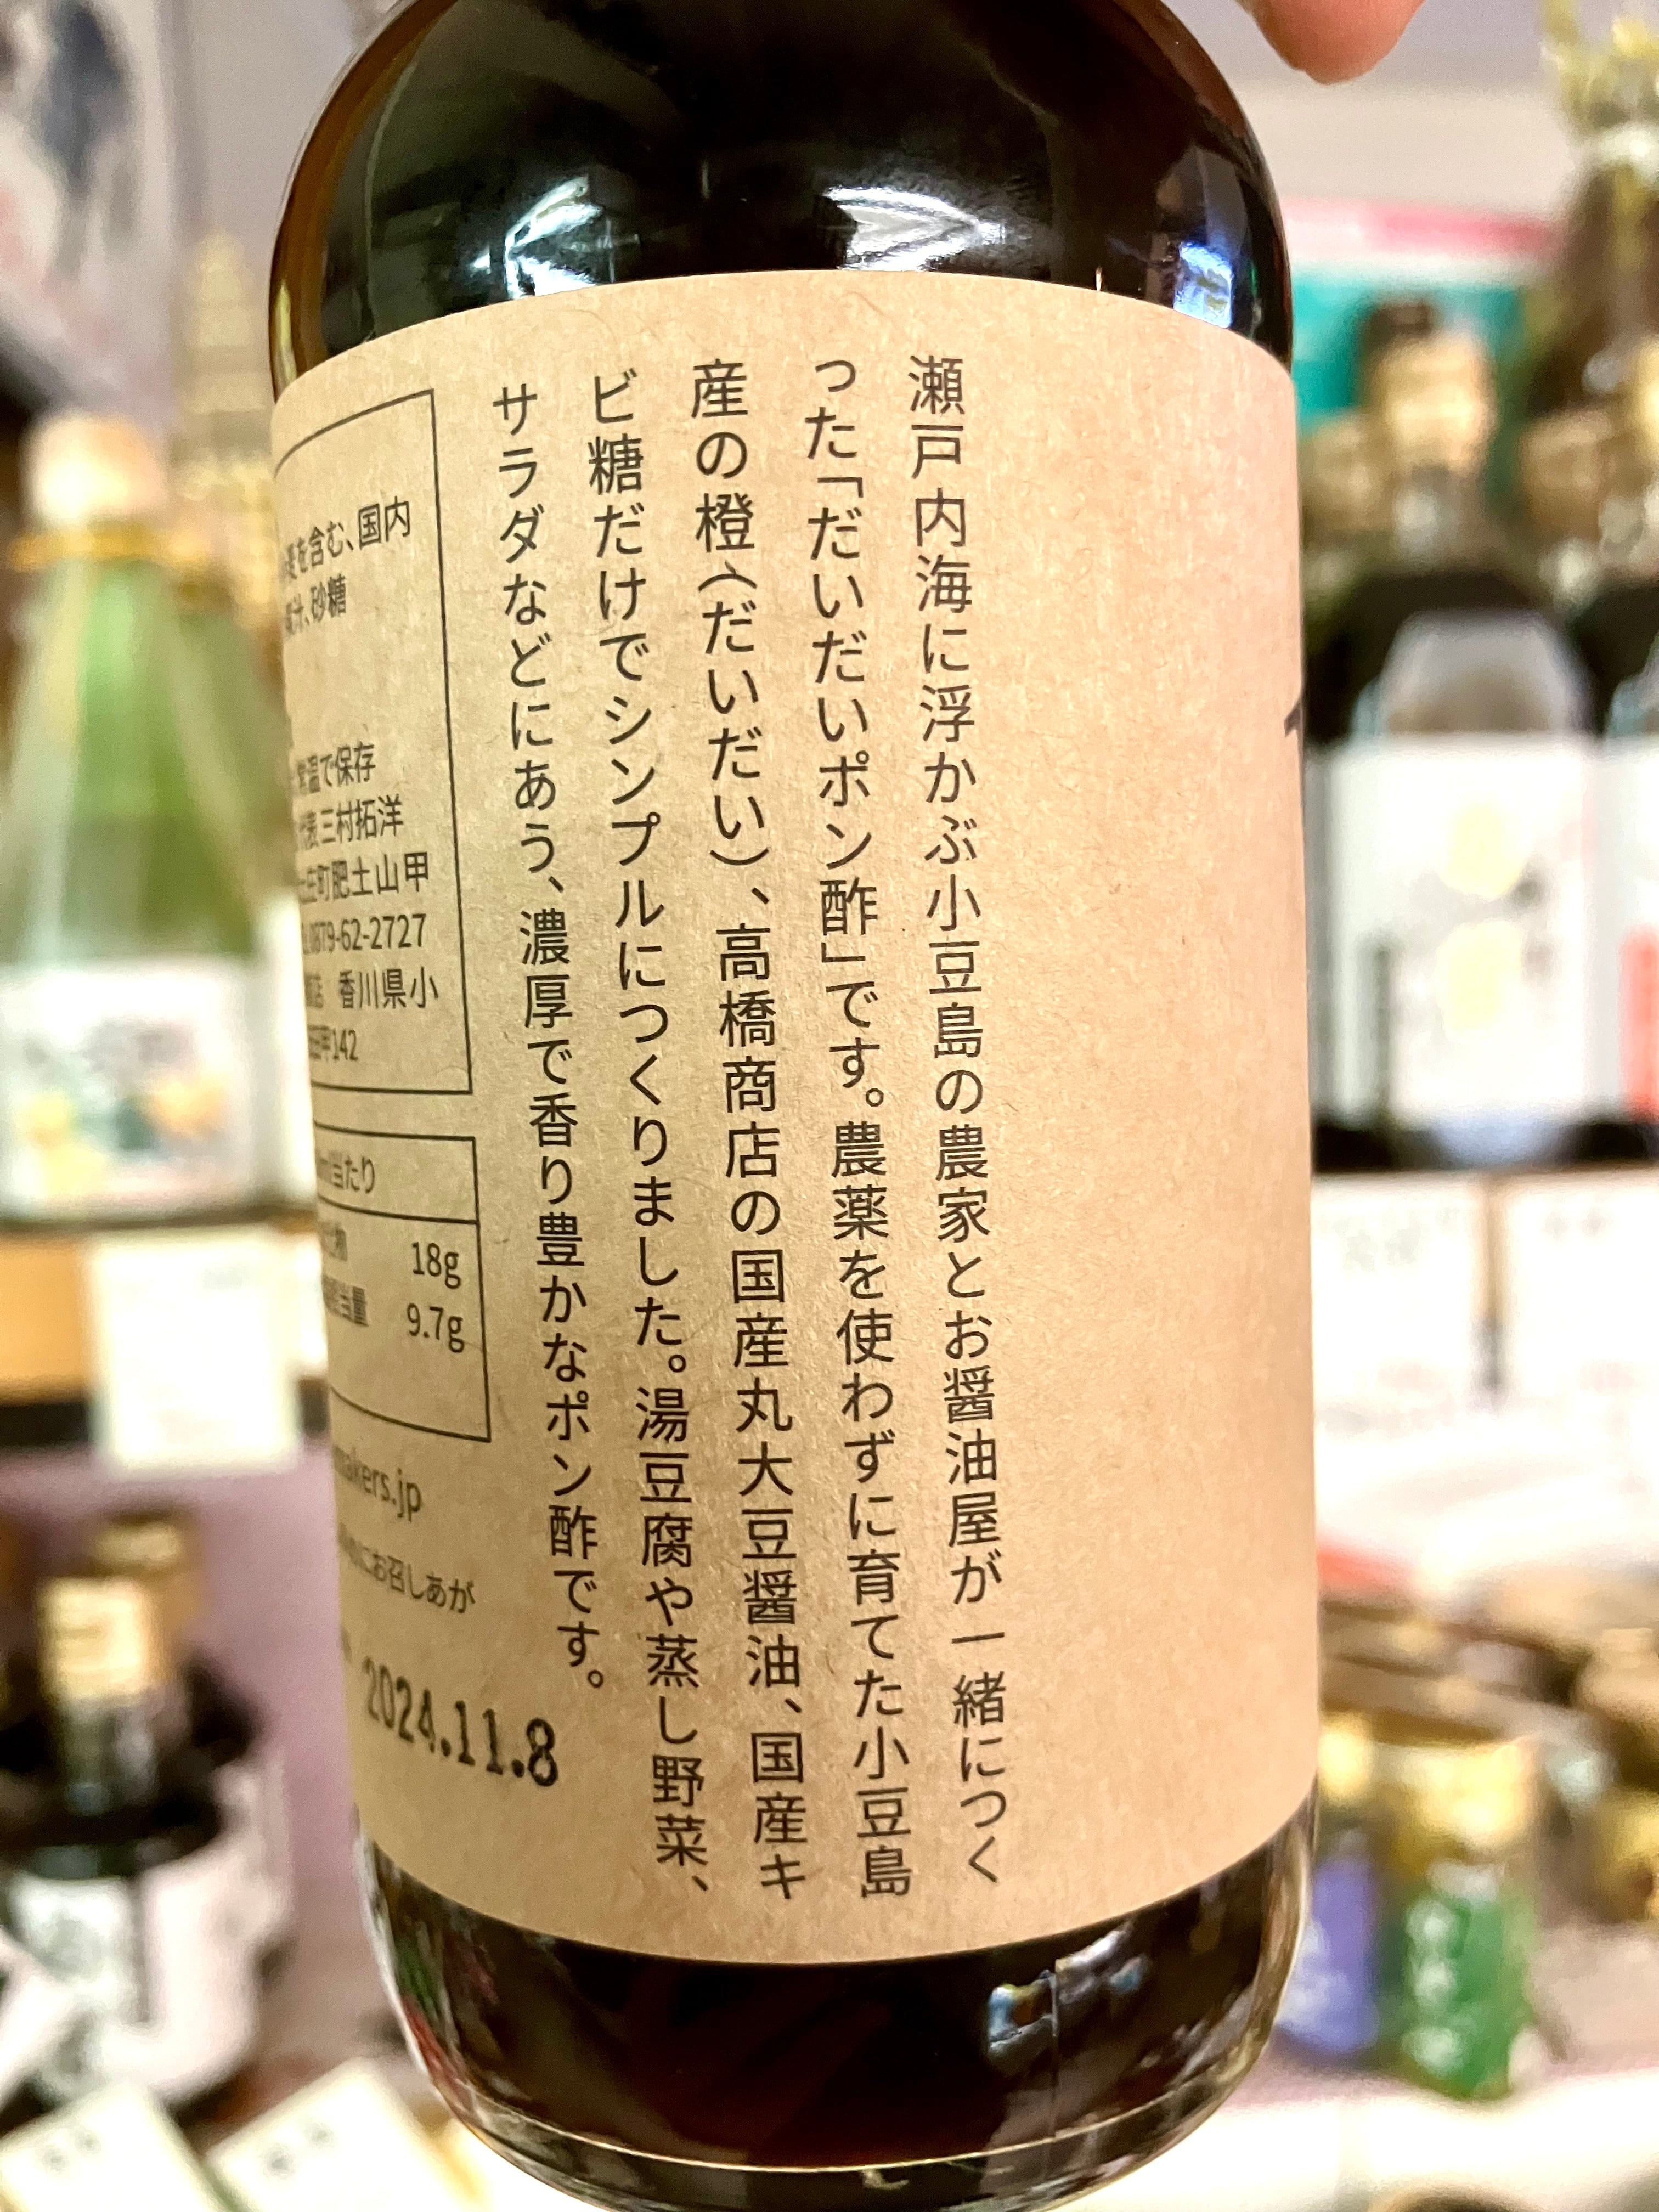 瀬戸内海に浮かぶ小豆島の農家とお醤油屋が一緒につく
った「だいだいポン酢」です。農薬を使わずに育てた小豆島
産の橙(だいだい)、高橋商店の国産丸大豆醤油、国産キ
ビ糖だけでシンプルにつくりました。湯豆腐や蒸し野菜、
サラダなどにあう、濃厚で香り豊かなポン酢です。
を含む、国内
汁、砂糖
常温で保存
三村拓洋
庄町肥土山甲
0879-62-2727
店 香川県小
甲142
当たり
18g
当量 9.7g
makers.jp
にお召しあが
2024.11.8